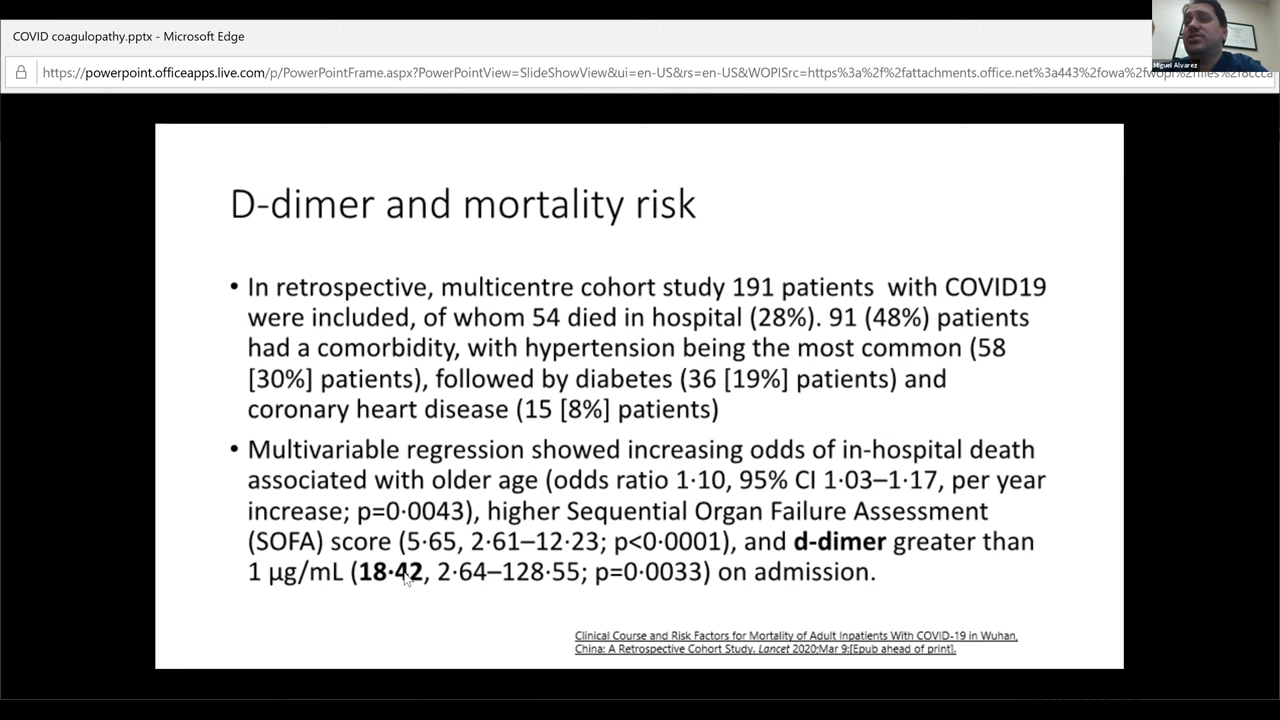 COVID coagulopathy.pptx - Microsoft Edge
Miguel Alvarez
https://powerpoint.officeapps.live.com/p/PowerPointFrame.aspx?PowerPointView=SlideShowView&ui=en-US&rs=en-US&WOPISrc=https%3a%2f%2fattachments.office.net%3a443%2fowa%2fwopi%2ffiles%2f8ccca
D-dimer and mortality risk
• In retrospective, multicentre cohort study 191 patients with COVID19
were included, of whom 54 died in hospital (28%). 91 (48%) patients
had a comorbidity, with hypertension being the most common (58
[30%] patients), followed by diabetes (36 [19%] patients) and
coronary heart disease (15 [8%] patients)
• Multivariable regression showed increasing odds of in-hospital death
associated with older age (odds ratio 1·10, 95% CI 1·03–1·17, per year
increase; p=0·0043), higher Sequential Organ Failure Assessment
(SOFA) score (5·65, 2·61–12·23; p<0·0001), and d-dimer greater than
1 μg/mL (18·42, 2·64–128·55; p=0·0033) on admission.
Clinical Course and Risk Factors for Mortality of Adult Inpatients With COVID-19 in Wuhan,
China: A Retrospective Cohort Study. Lancet 2020;Mar 9:[Epub ahead of print].